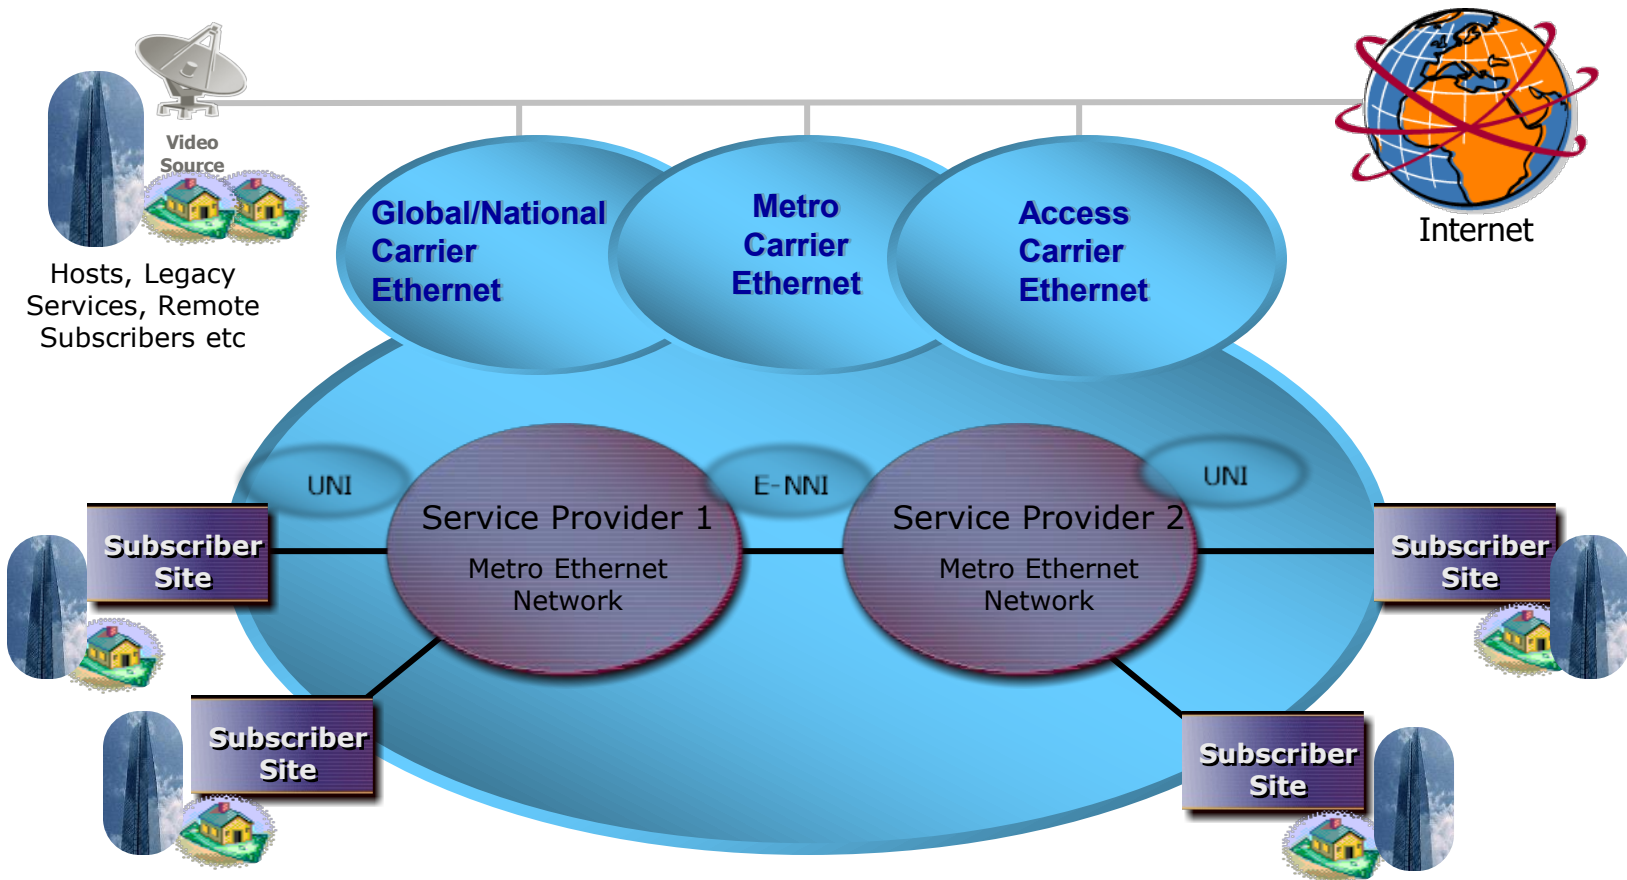 Video
Source
Hosts, Legacy
Services, Remote
Subscribers etc
Global/National
Carrier
Ethernet
Metro
Carrier
Ethernet
Access
Carrier
Ethernet
Internet
UNI
E-NNI
UNI
Service Provider 1
Metro Ethernet
Network
Service Provider 2
Metro Ethernet
Network
Subscriber
Site
Subscriber
Site
Subscriber
Site
Subscriber
Site